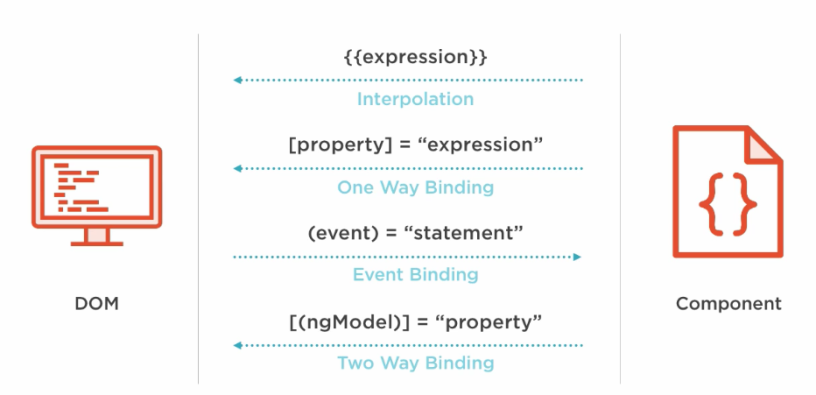 {{expression}}
Interpolation
[property] = “expression”
One Way Binding
(event) = “statement”
Event Binding
[(ngModel)] = “property”
Two Way Binding
DOM
Component